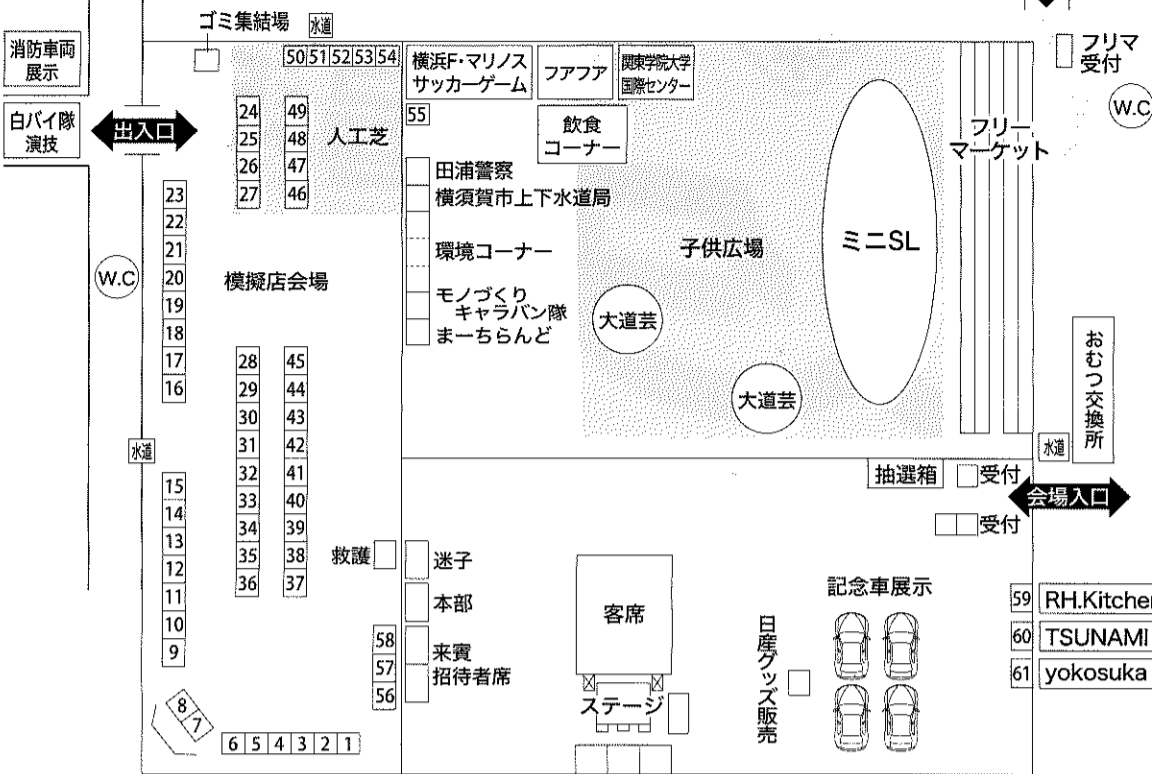 ゴミ集結場
水道
消防車両
展示
白バイ隊
演技
出入口
W.C
50 51 52 53 54
24 49
25 48
26 47
27 46
人工芝
横浜F・マリノス
サッカーゲーム
フアフア
関東学院大学
国際センター
飲食
コーナー
55
フリマ
受付
W.C
フリー
マーケット
田浦警察
横須賀市上下水道局
環境コーナー
モノづくり
キャラバン隊
まーちらんど
子供広場
ミニSL
大道芸
大道芸
23
22
21
20
19
18
17
16
模擬店会場
28 45
29 44
30 43
31 42
32 41
33 40
34 39
35 38
36 37
水道
15
14
13
12
11
10
9
8
7
6 5 4 3 2 1
救護
迷子
本部
来賓
招待者席
58
57
56
客席
ステージ
日産グッズ販売
記念車展示
抽選箱
受付
受付
水道
おむつ交換所
会場入口
59 RH.Kitchen
60 TSUNAMI
61 yokosuka